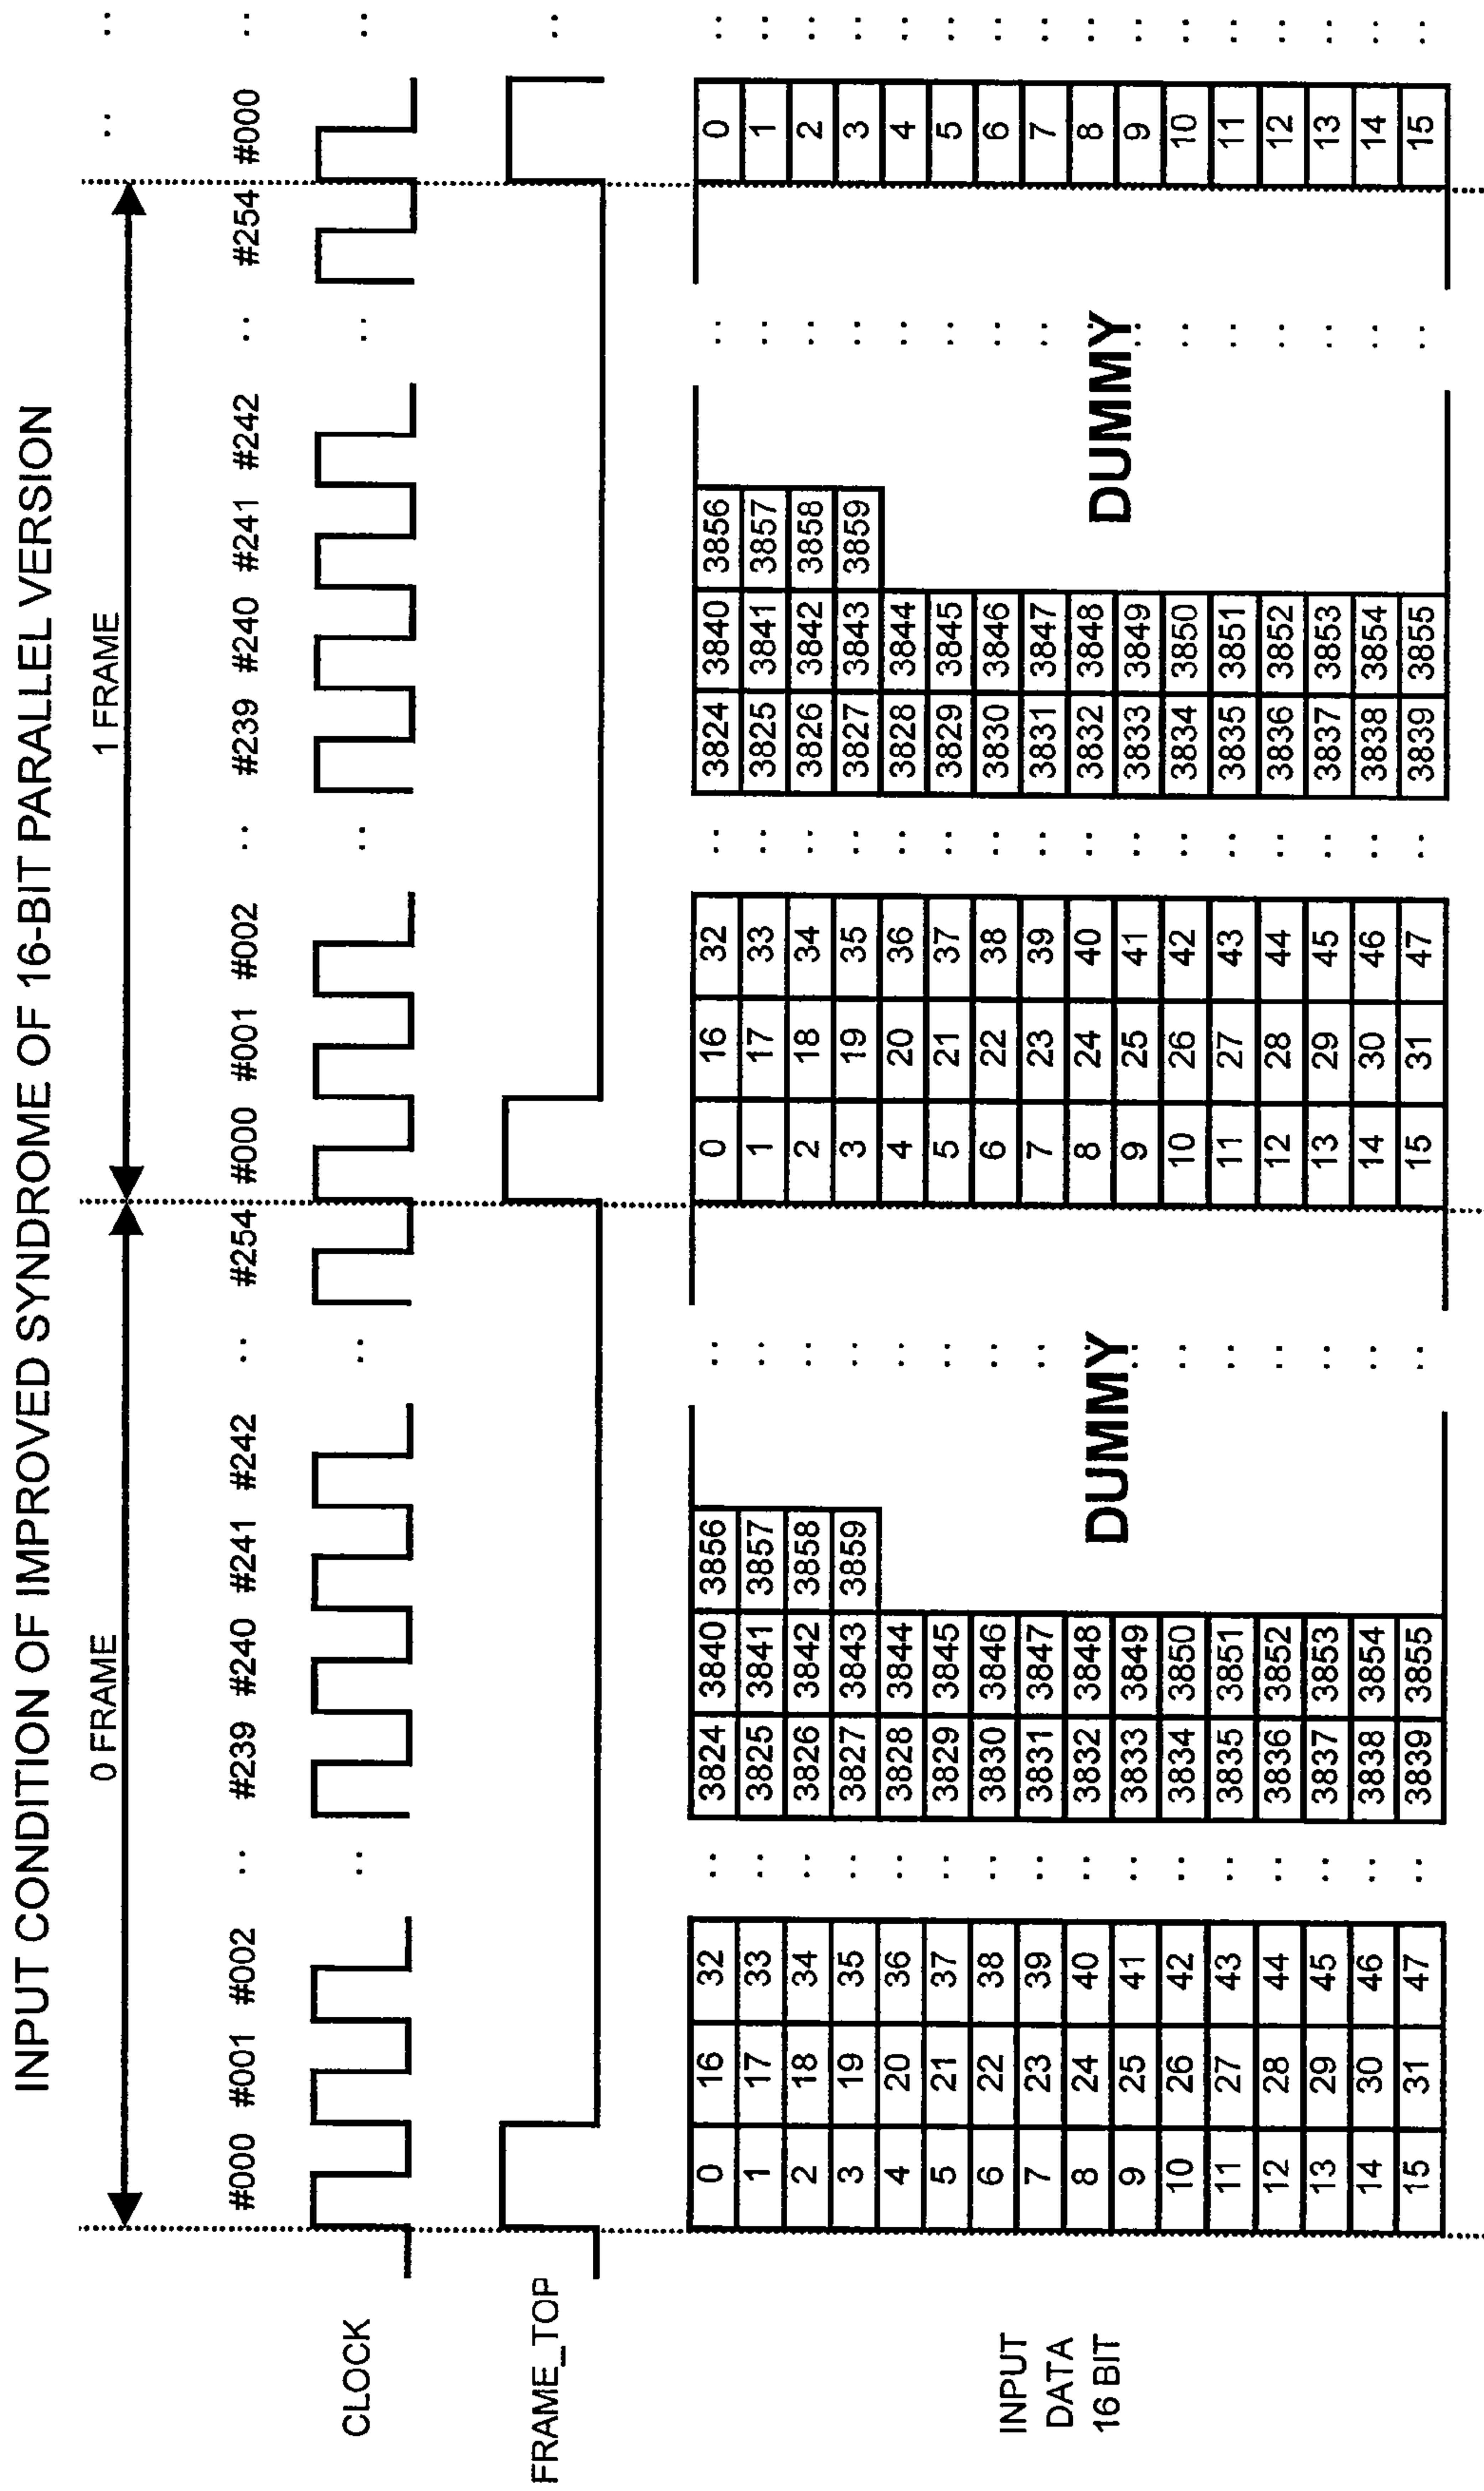 INPUT CONDITION OF IMPROVED SYNDROME OF 16-BIT PARALLEL VERSION
0 FRAME 1 FRAME : :
#000 #001 #002 : #239 #240 #241 #242 : #254 #000 #001 #002 : #239 #240 #241 #242 : #254 #000 :
CLOCK : : : : :
FRAME_TOP :
INPUT
DATA
16 BIT
0 16 32 : 3824 3840 3856 : 0 16 32 : 3824 3840 3856 : 0 :
1 17 33 : 3825 3841 3857 : 1 17 33 : 3825 3841 3857 : 1 :
2 18 34 : 3826 3842 3858 : 2 18 34 : 3826 3842 3858 : 2 :
3 19 35 : 3827 3843 3859 : 3 19 35 : 3827 3843 3859 : 3 :
4 20 36 : 3828 3844 : 4 20 36 : 3828 3844 : 4 :
5 21 37 : 3829 3845 : 5 21 37 : 3829 3845 : 5 :
6 22 38 : 3830 3846 : 6 22 38 : 3830 3846 : 6 :
7 23 39 : 3831 3847 : 7 23 39 : 3831 3847 : 7 :
8 24 40 : 3832 3848 DUMMY 8 24 40 : 3832 3848 DUMMY 8 :
9 25 41 : 3833 3849 : 9 25 41 : 3833 3849 : 9 :
10 26 42 : 3834 3850 : 10 26 42 : 3834 3850 : 10 :
11 27 43 : 3835 3851 : 11 27 43 : 3835 3851 : 11 :
12 28 44 : 3836 3852 : 12 28 44 : 3836 3852 : 12 :
13 29 45 : 3837 3853 : 13 29 45 : 3837 3853 : 13 :
14 30 46 : 3838 3854 : 14 30 46 : 3838 3854 : 14 :
15 31 47 : 3839 3855 : 15 31 47 : 3839 3855 : 15 :